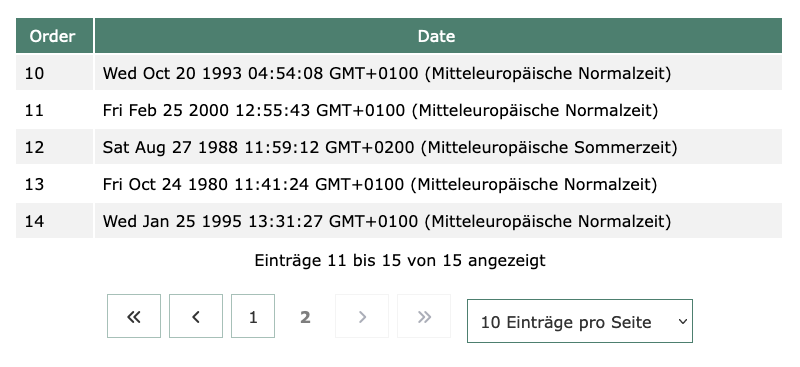 Order Date
10 Wed Oct 20 1993 04:54:08 GMT+0100 (Mitteleuropäische Normalzeit)
11 Fri Feb 25 2000 12:55:43 GMT+0100 (Mitteleuropäische Normalzeit)
12 Sat Aug 27 1988 11:59:12 GMT+0200 (Mitteleuropäische Sommerzeit)
13 Fri Oct 24 1980 11:41:24 GMT+0100 (Mitteleuropäische Normalzeit)
14 Wed Jan 25 1995 13:31:27 GMT+0100 (Mitteleuropäische Normalzeit)
Einträge 11 bis 15 von 15 angezeigt
« ‹ 1 2 › » 10 Einträge pro Seite